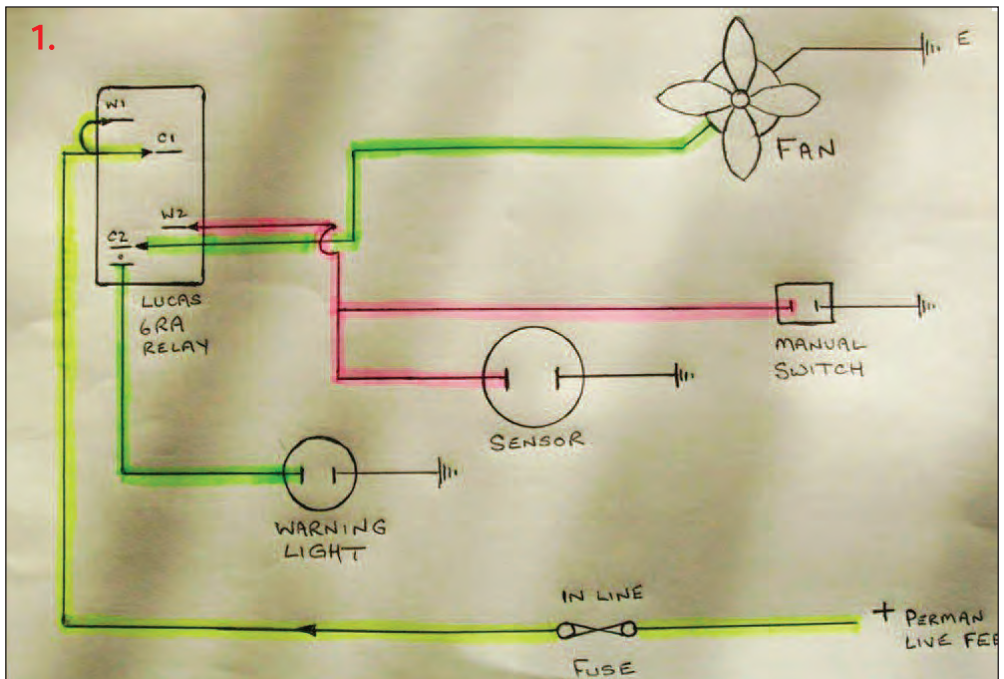 1.
W1
C1
W2
C2
LUCAS
6RA
RELAY
E
FAN
MANUAL
SWITCH
SENSOR
WARNING
LIGHT
IN LINE
FUSE
+ PERMAN
LIVE FEE